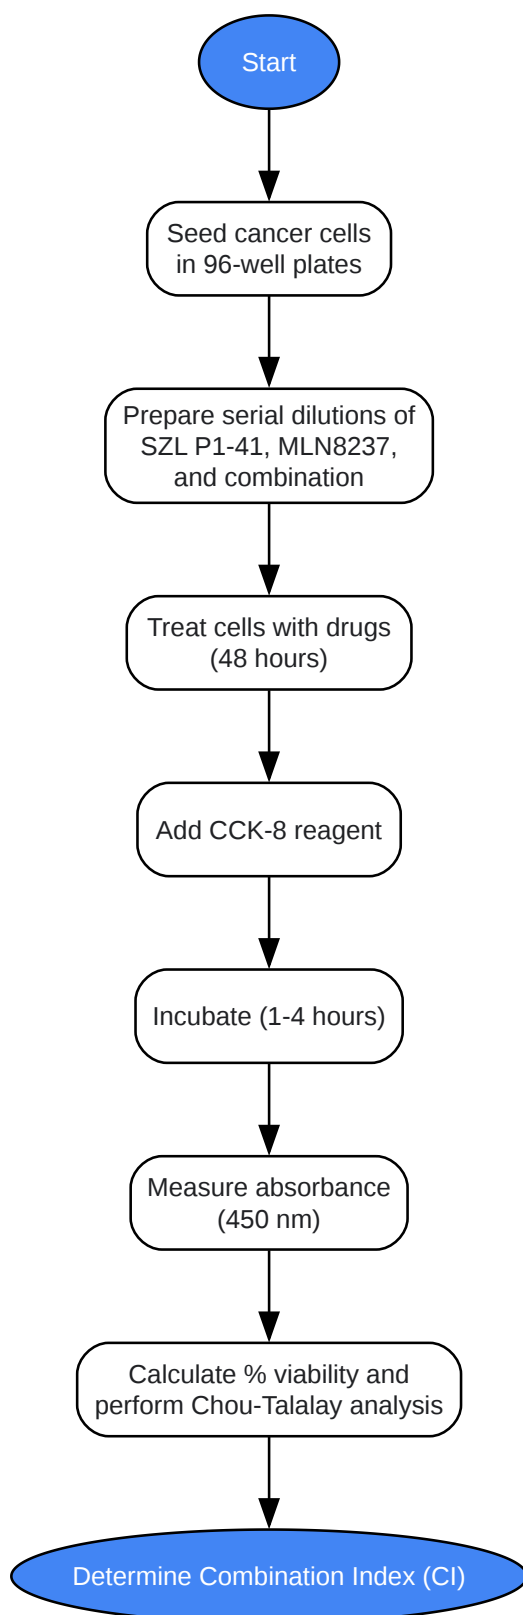 Start
Seed cancer cells
in 96-well plates
Prepare serial dilutions of
SZL P1-41, MLN8237,
and combination
Treat cells with drugs
(48 hours)
Add CCK-8 reagent
Incubate (1-4 hours)
Measure absorbance
(450 nm)
Calculate % viability and
perform Chou-Talalay analysis
Determine Combination Index (CI)